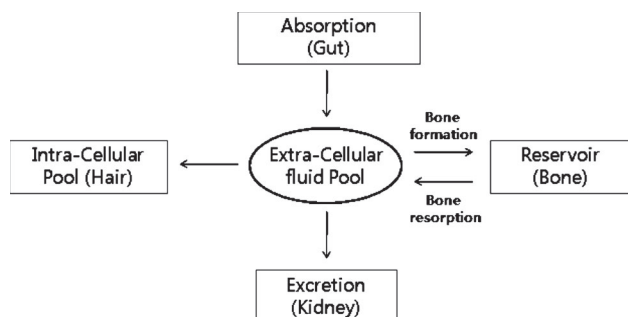 Absorption
(Gut)
Bone
formation
Intra-Cellular
Pool (Hair)
Extra-Cellular
fluid Pool
Reservoir
(Bone)
Bone
resorption
Excretion
(Kidney)